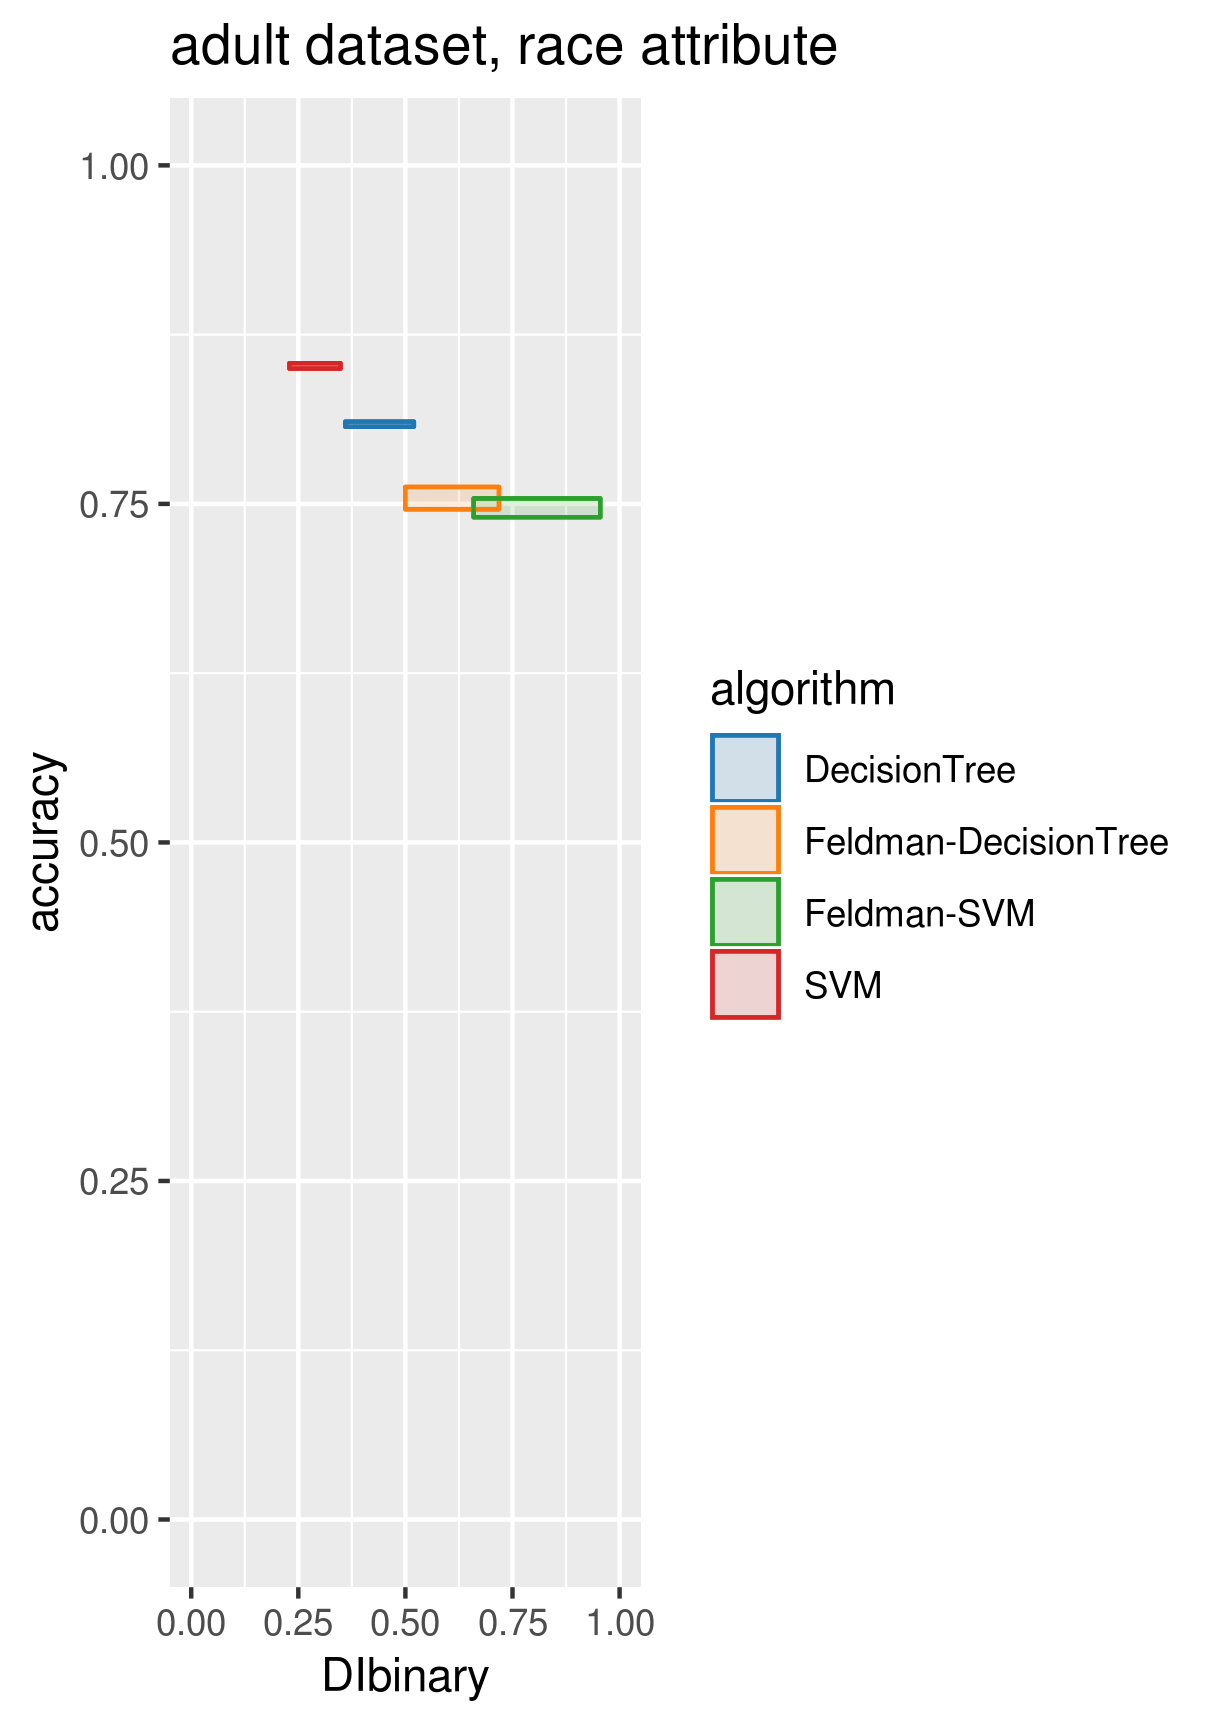 adult dataset, race attribute
1.00
0.75
0.50
0.25
0.00
accuracy
0.00 0.25 0.50 0.75 1.00
DIbinary
algorithm
DecisionTree
Feldman-DecisionTree
Feldman-SVM
SVM